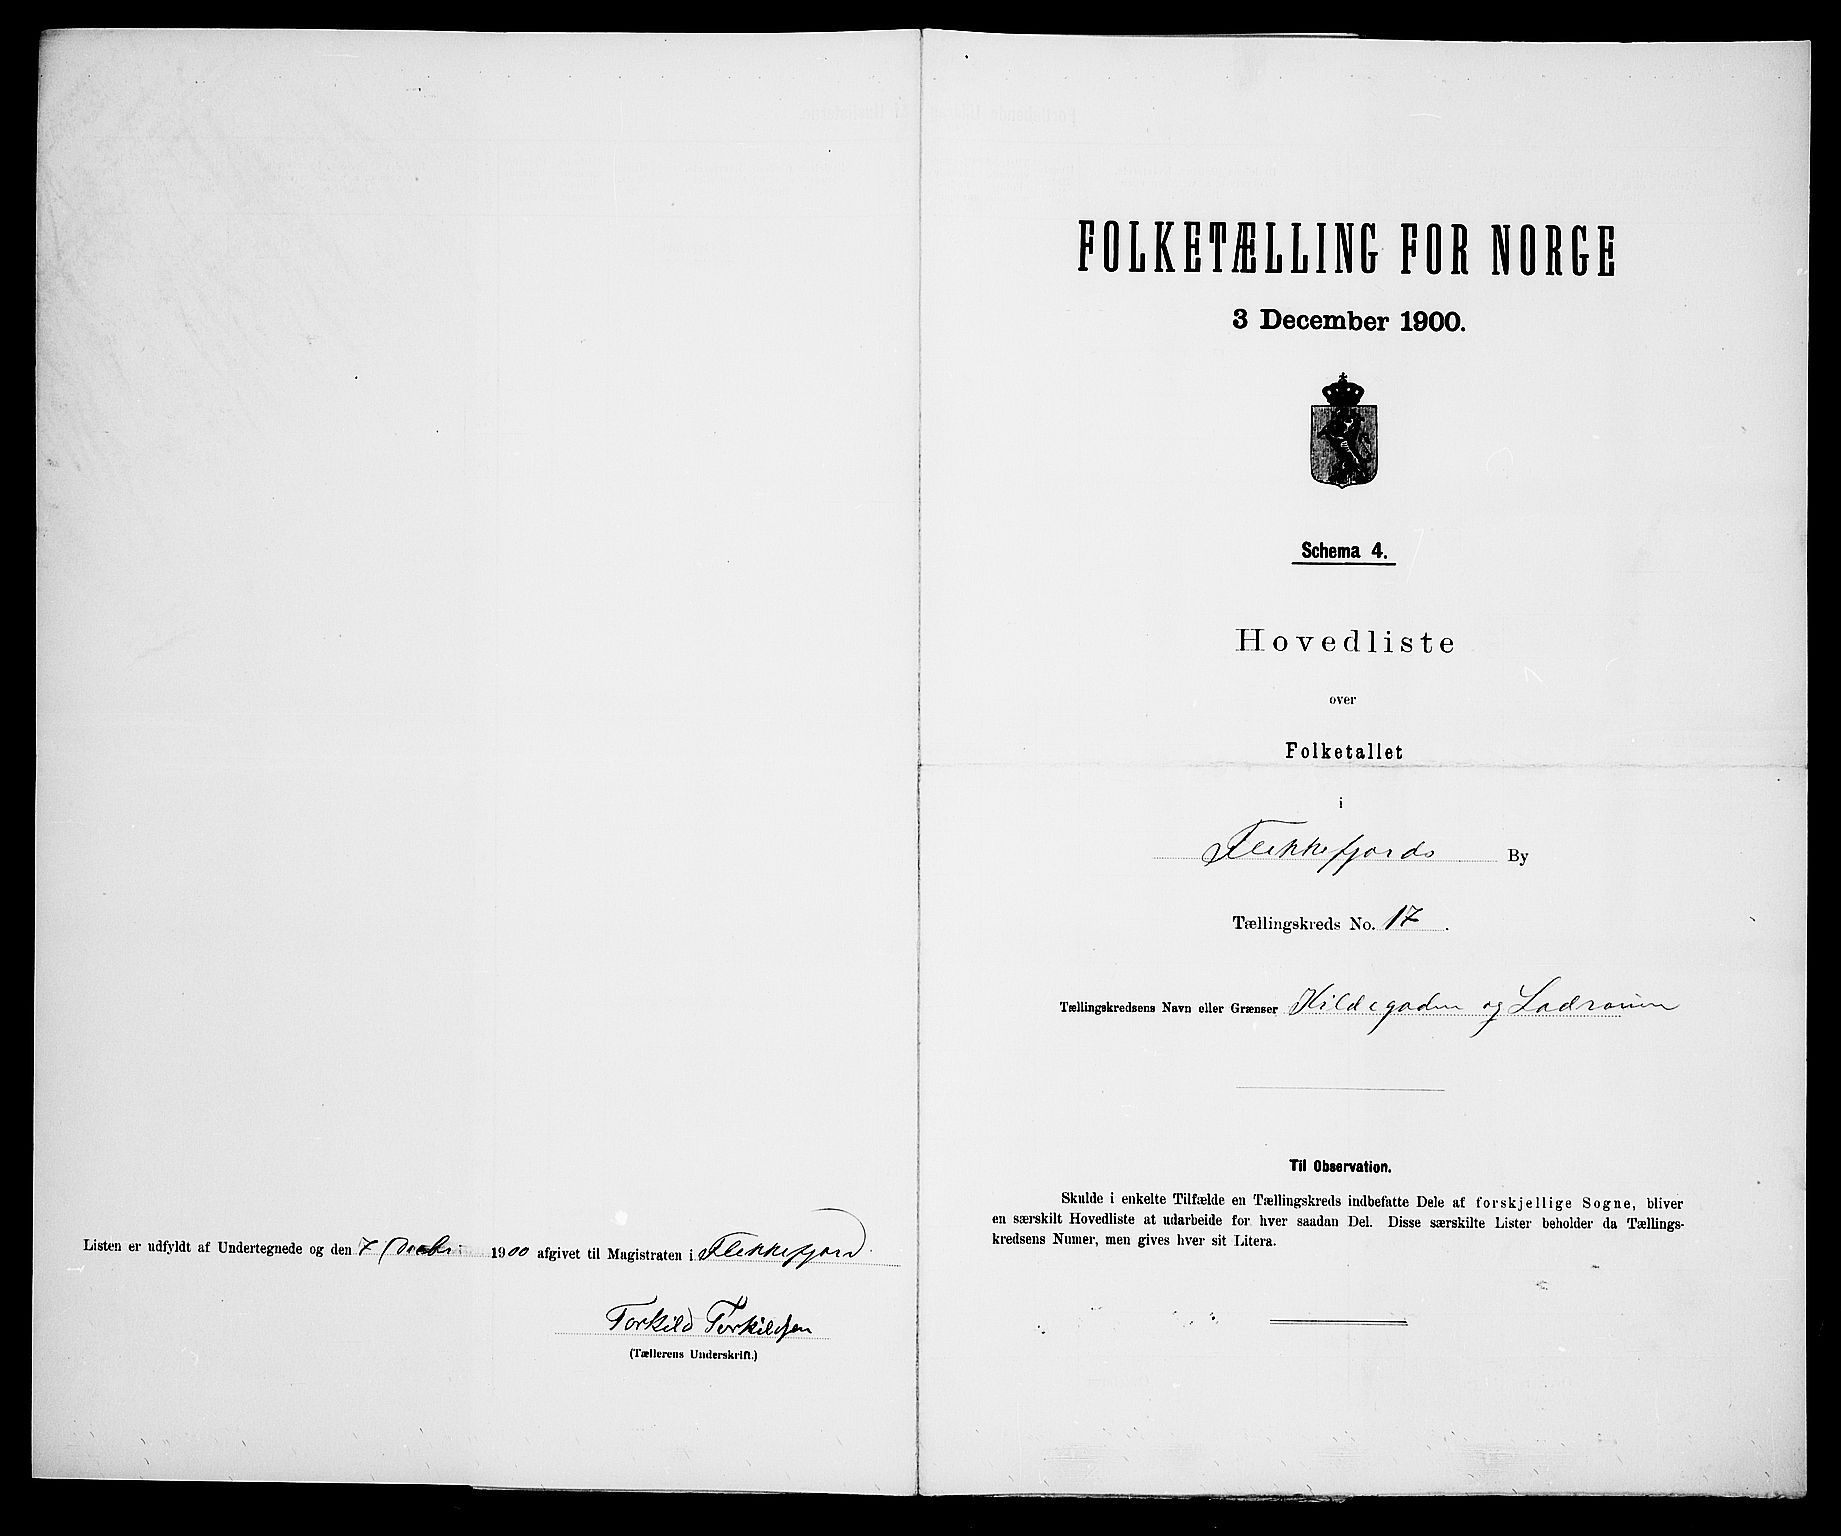 Listen er udfyldt af Undertegnede og den 7 Decbr. 1900 afgivet til Magistraten i Flekkefjord.
Torkild Torkildsen
(Tællerens Underskrift.)
FOLKETÆLLING FOR NORGE
3 December 1900.
Schema 4.
Hovedliste
over
Folketallet
i
Flekkefjords By
Tællingskreds No. 17.
Tællingskredsens Navn eller Grænser Kildegaden og
Til Observation.
Skulde i enkelte Tilfælde en Tællingskreds indbefatte Dele af forskjellige Sogne, bliver
en særskilt Hovedliste at udarbeide for hver saadan Del. Disse særskilte Lister beholder da Tællings-
kredsens Numer, men gives hver sit Litera.